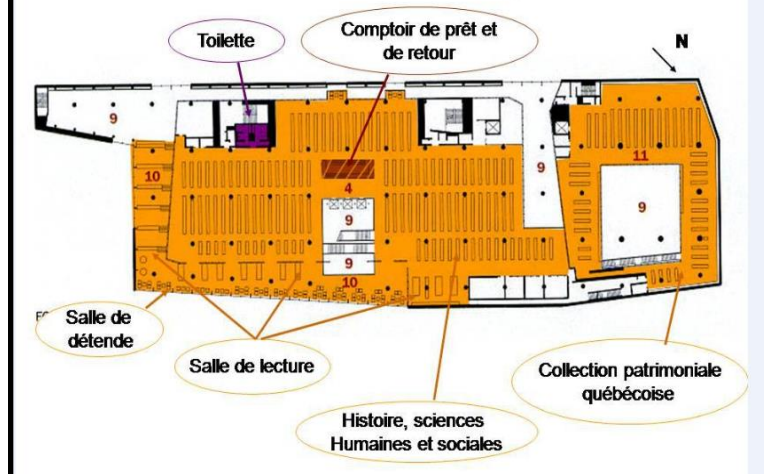 Toilette
Comptoir de prêt et
de retour
N
9
10
4
9
9
10
9
11
9
Salle de
détende
Salle de lecture
Histoire, sciences
Humaines et sociales
Collection patrimoniale
québécoise